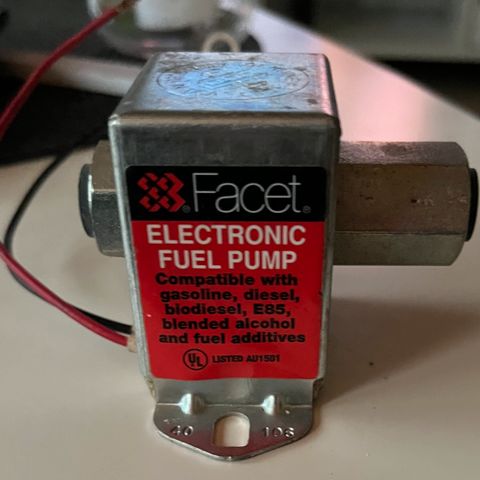 Facet®
ELECTRONIC
FUEL PUMP
Compatible with
gasoline, diesel,
biodiesel, E85,
blended alcohol
and fuel additives
UL LISTED AU1581
40 106